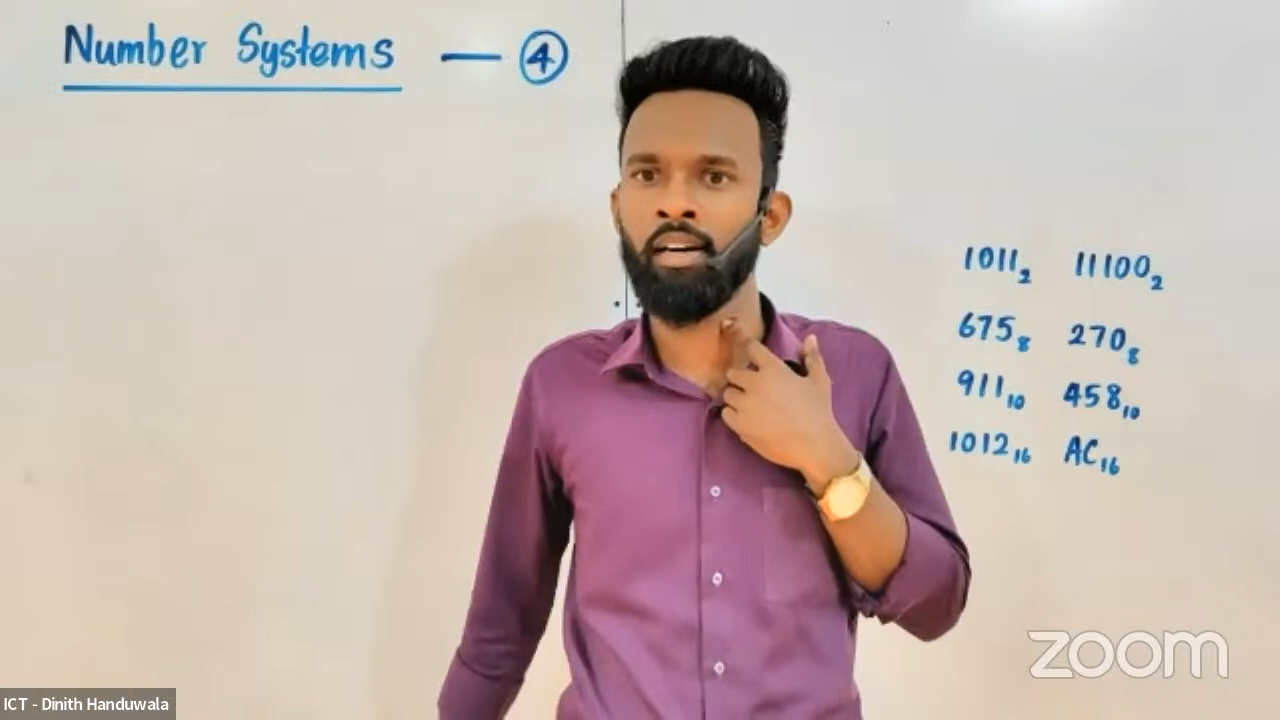 Number Systems — ④
1011₂ 11100₂
675₈ 270₈
911₁₀ 458₁₀
1012₁₆ AC₁₆
zoom
ICT - Dinith Handuwala